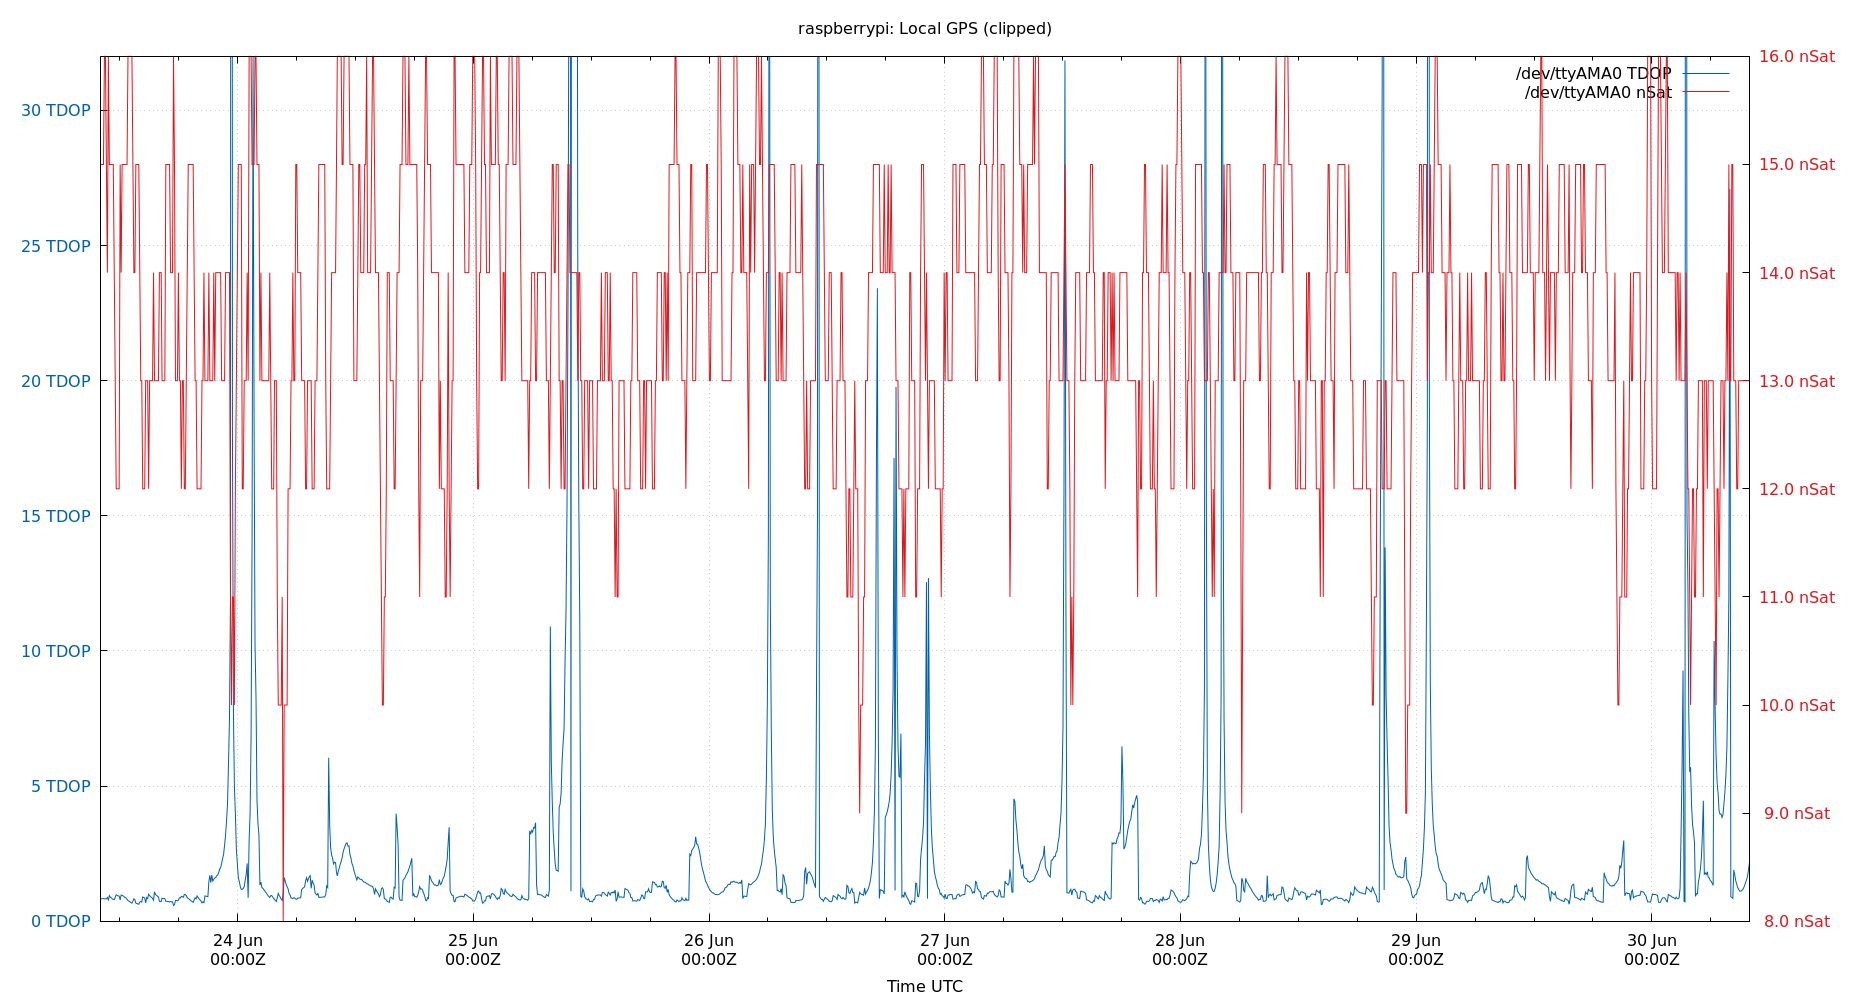 raspberrypi: Local GPS (clipped)
/dev/ttyAMA0 TDOP
/dev/ttyAMA0 nSat
30 TDOP
25 TDOP
20 TDOP
15 TDOP
10 TDOP
5 TDOP
0 TDOP
16.0 nSat
15.0 nSat
14.0 nSat
13.0 nSat
12.0 nSat
11.0 nSat
10.0 nSat
9.0 nSat
8.0 nSat
24 Jun 25 Jun 26 Jun 27 Jun 28 Jun 29 Jun 30 Jun
00:00Z 00:00Z 00:00Z 00:00Z 00:00Z 00:00Z 00:00Z
Time UTC